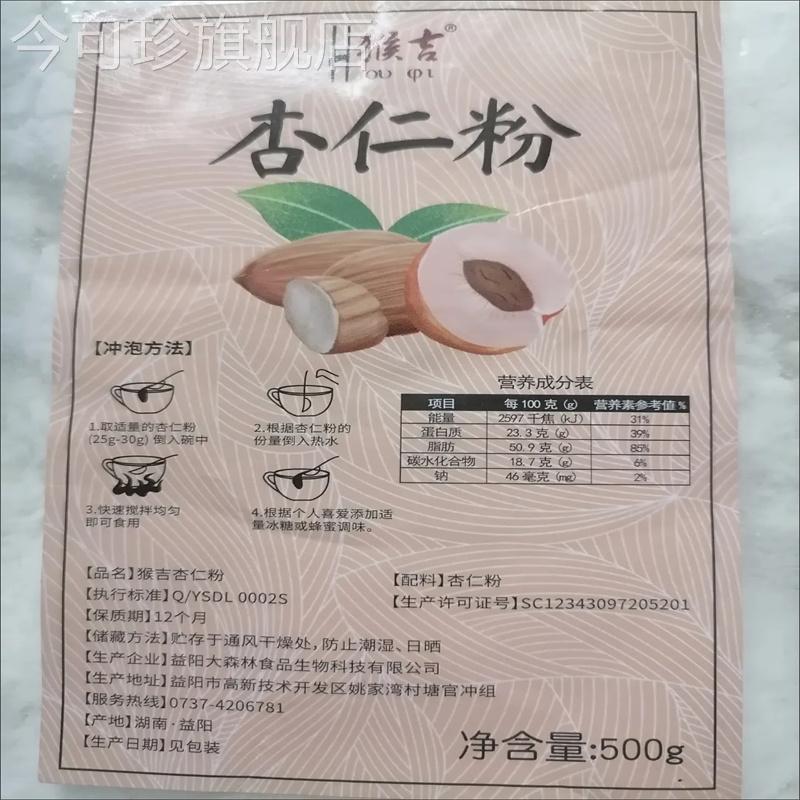 今可珍旗舰店
猴吉®
HOU φI
杏仁粉
【冲泡方法】
1.取适量的杏仁粉
(25g-30g) 倒入碗中
2.根据杏仁粉的
份量倒入热水
3.快速搅拌均匀
即可食用
4.根据个人喜爱添加适
量冰糖或蜂蜜调味。
营养成分表
项目 每100克(g) 营养素参考值%
能量 2597千焦(kJ) 31%
蛋白质 23.3克(g) 39%
脂肪 50.9克(g) 85%
碳水化合物 18.7克(g) 6%
钠 46毫克(mg) 2%
【品名】猴吉杏仁粉
【配料】杏仁粉
【执行标准】Q/YSDL 0002S
【生产许可证号】SC12343097205201
【保质期】12个月
【储藏方法】贮存于通风干燥处,防止潮湿、日晒
【生产企业】益阳大森林食品生物科技有限公司
【生产地址】益阳市高新技术开发区姚家湾村塘官冲组
【服务热线】0737-4206781
【产地】湖南·益阳
【生产日期】见包装
净含量:500g